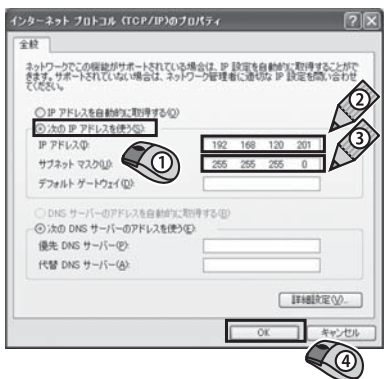 インターネット プロトコル (TCP/IP)のプロパティ
全般
ネットワークでこの機能がサポートされている場合は、IP 設定を自動的に取得することがで
きます。サポートされていない場合は、ネットワーク管理者に適切な IP 設定を問い合わせ
てください。
IP アドレスを自動的に取得する(O)
次の IP アドレスを使う(S):
IP アドレス(I): 192 168 120 201
サブネット マスク(U): 255 255 255 0
デフォルト ゲートウェイ(D):
DNS サーバーのアドレスを自動的に取得する(B)
次の DNS サーバーのアドレスを使う(E):
優先 DNS サーバー(P):
代替 DNS サーバー(A):
詳細設定(V)...
OK キャンセル
①
②
③
④